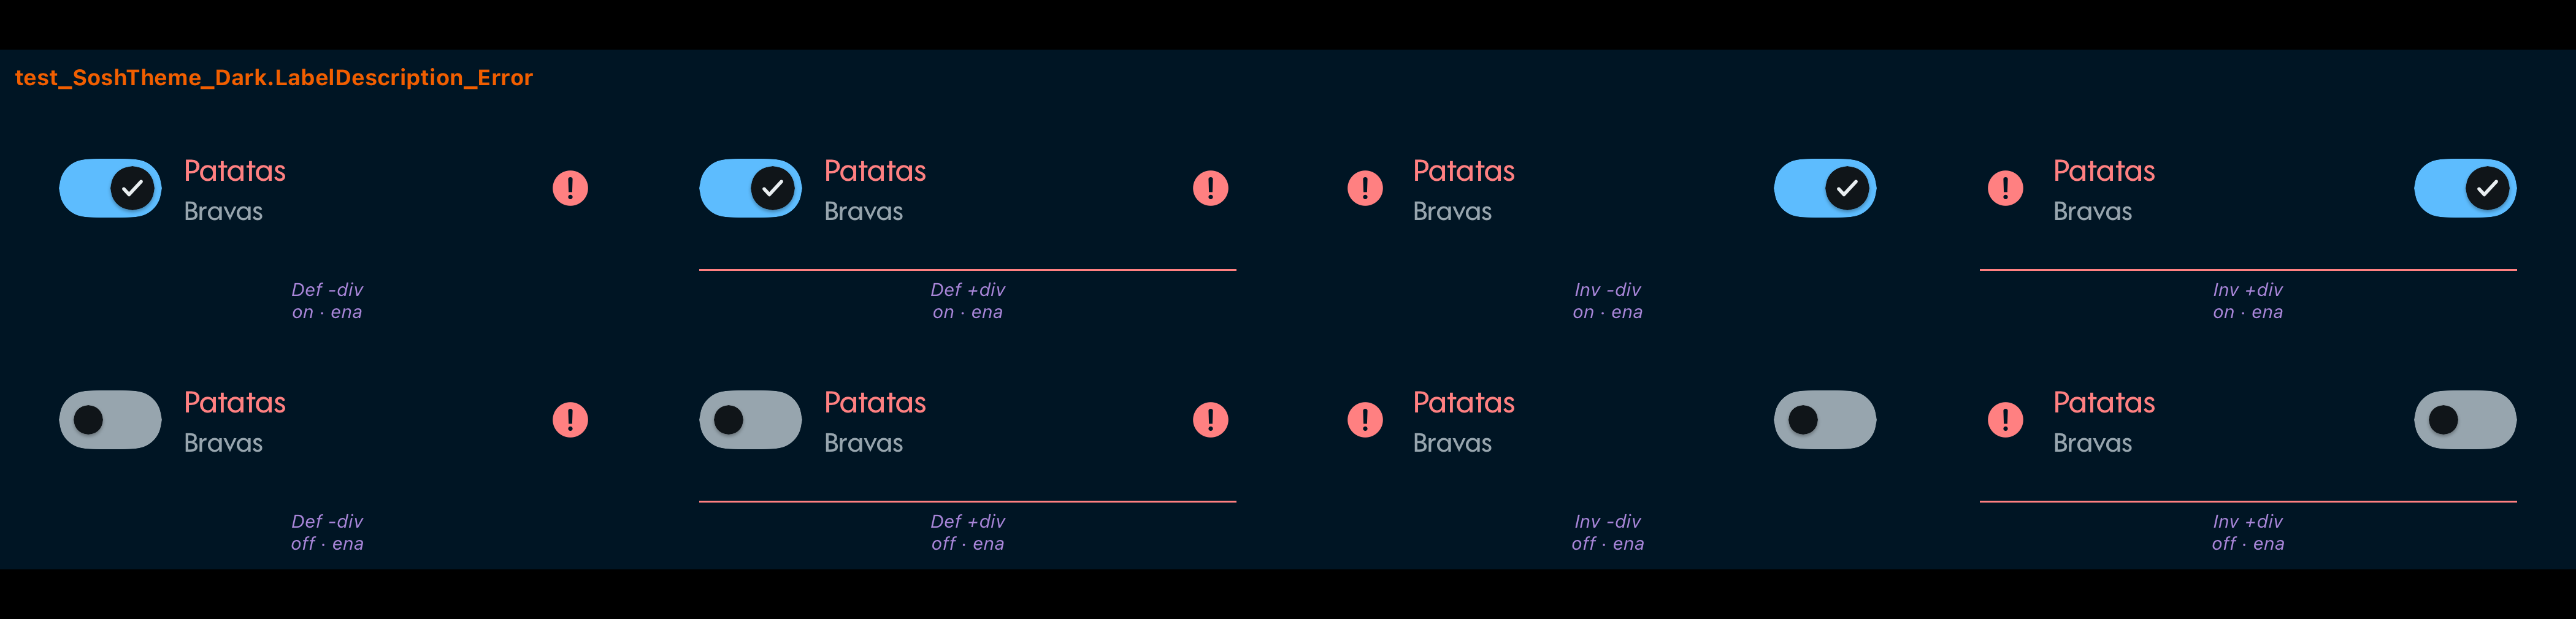 test_SoshTheme_Dark.LabelDescription_Error
Patatas
Bravas
Def -div
on · ena
Patatas
Bravas
Def +div
on · ena
Patatas
Bravas
Inv -div
on · ena
Patatas
Bravas
Inv +div
on · ena
Patatas
Bravas
Def -div
off · ena
Patatas
Bravas
Def +div
off · ena
Patatas
Bravas
Inv -div
off · ena
Patatas
Bravas
Inv +div
off · ena